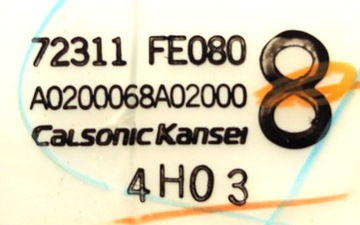 72311 FE080
8
A0200068A02000
CaLsonic Kansei
4H03